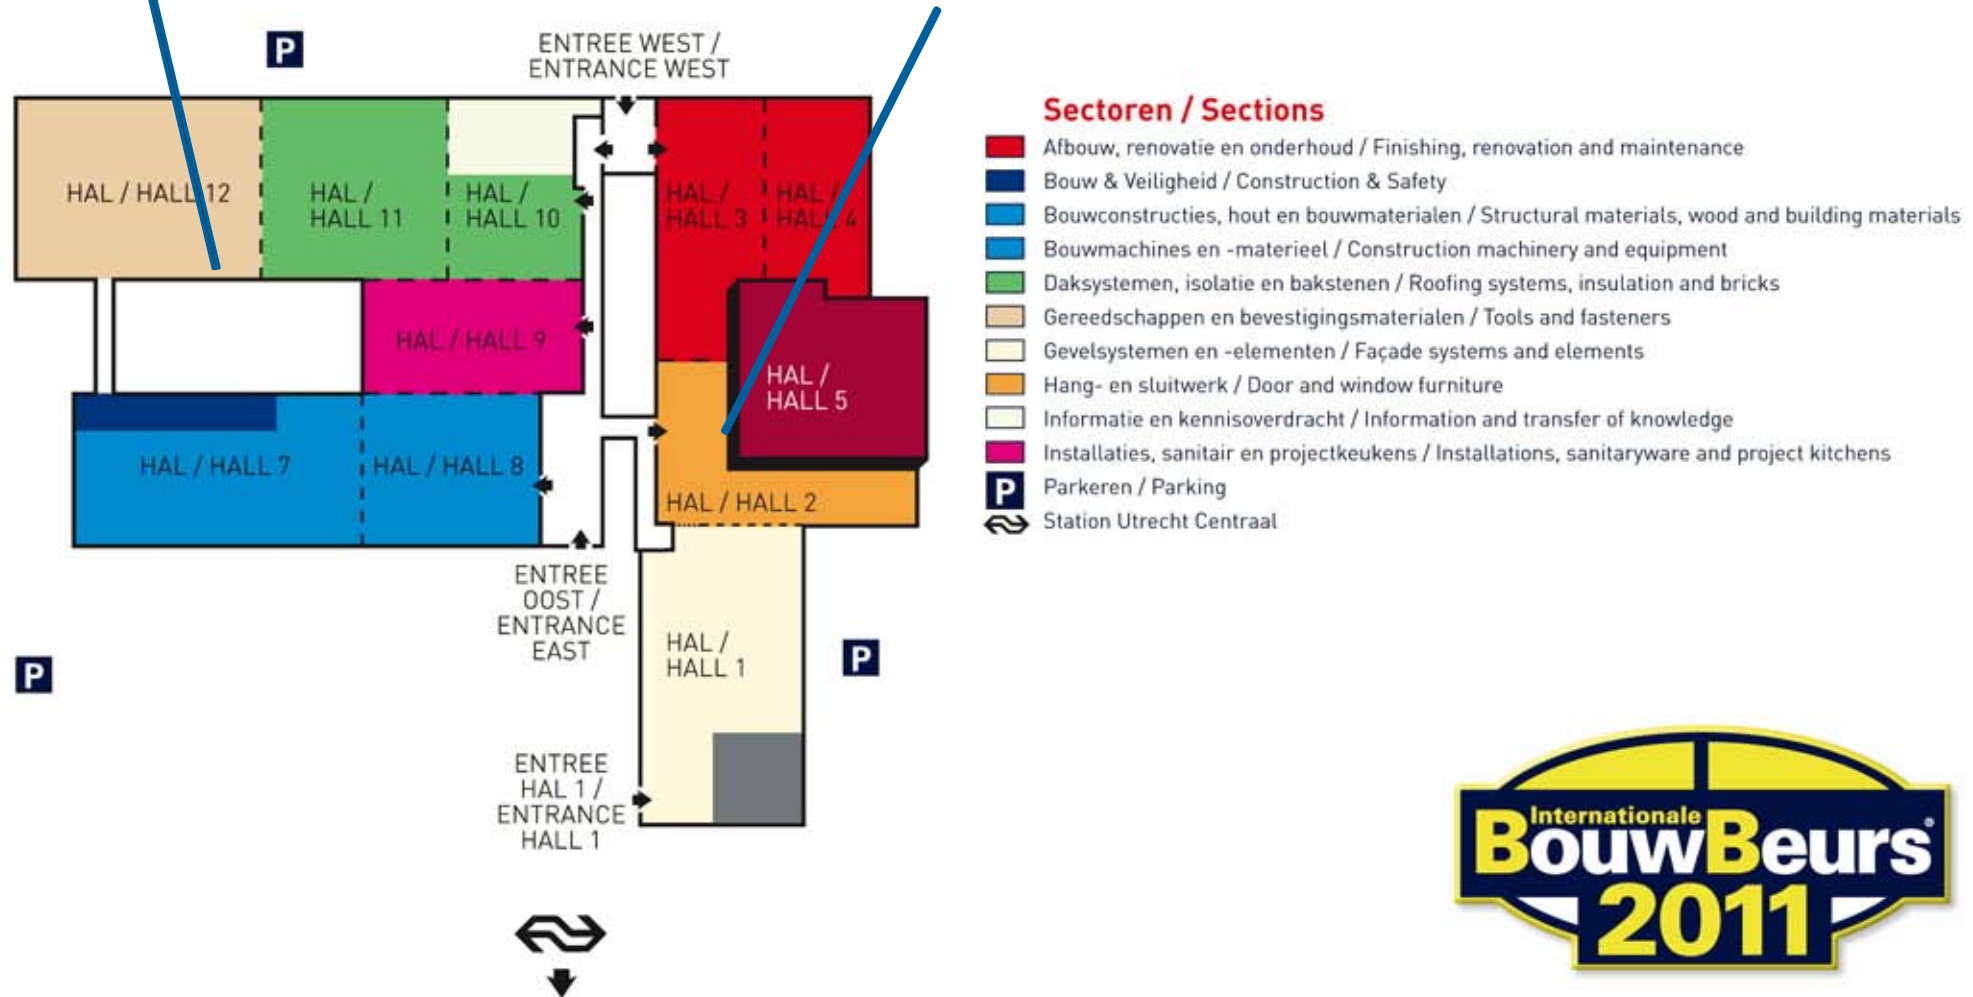 P
ENTREE WEST /
ENTRANCE WEST
HAL / HALL 12
HAL /
HALL 11
HAL /
HALL 10
HAL /
HALL 3
HAL /
HALL 4
HAL / HALL 9
HAL /
HALL 5
HAL / HALL 7
HAL / HALL 8
HAL / HALL 2
ENTREE
OOST /
ENTRANCE
EAST
HAL /
HALL 1
P
P
ENTREE
HAL 1 /
ENTRANCE
HALL 1
Sectoren / Sections
Afbouw, renovatie en onderhoud / Finishing, renovation and maintenance
Bouw & Veiligheid / Construction & Safety
Bouwconstructies, hout en bouwmaterialen / Structural materials, wood and building materials
Bouwmachines en -materieel / Construction machinery and equipment
Daksystemen, isolatie en bakstenen / Roofing systems, insulation and bricks
Gereedschappen en bevestigingsmaterialen / Tools and fasteners
Gevelsystemen en -elementen / Façade systems and elements
Hang- en sluitwerk / Door and window furniture
Informatie en kennisoverdracht / Information and transfer of knowledge
Installaties, sanitair en projectkeukens / Installations, sanitaryware and project kitchens
P Parkeren / Parking
Station Utrecht Centraal
Internationale
BouwBeurs®
2011